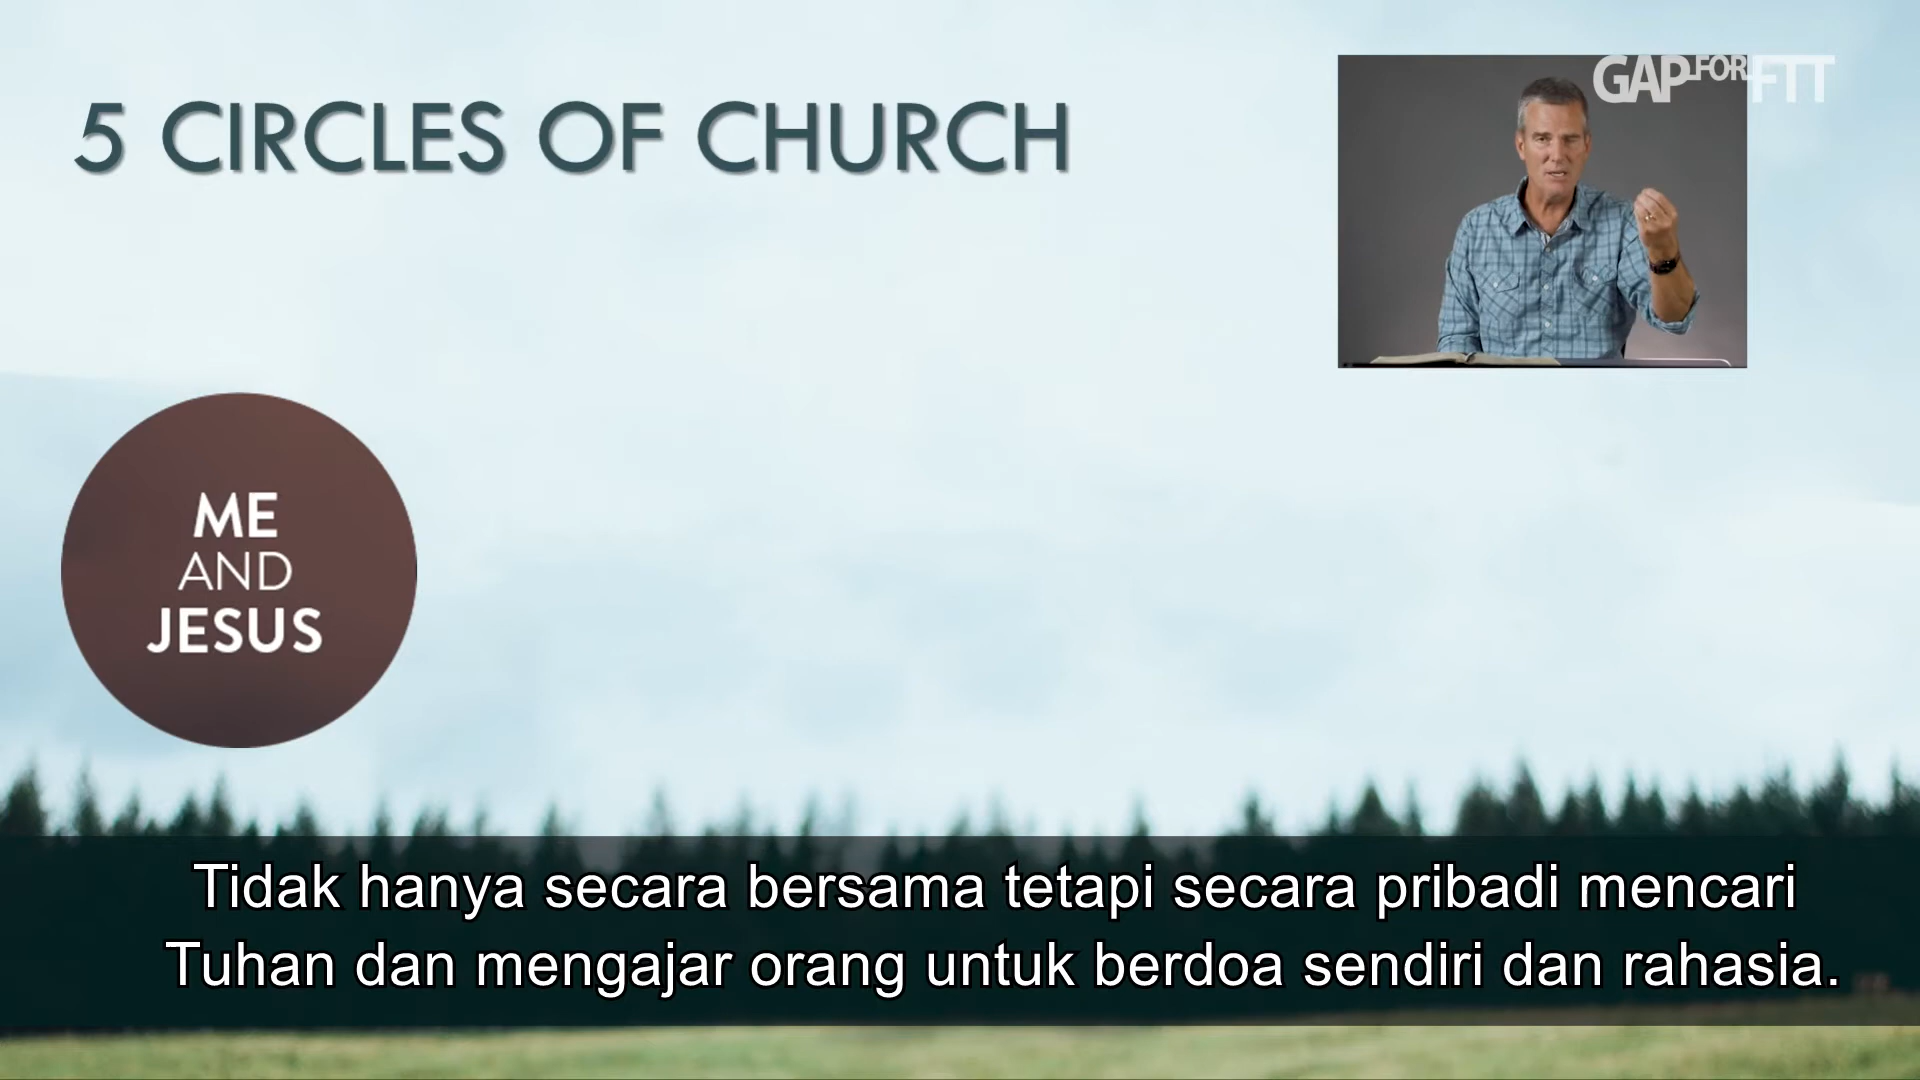 GAP FOR FTT
5 CIRCLES OF CHURCH
ME
AND
JESUS
Tidak hanya secara bersama tetapi secara pribadi mencari
Tuhan dan mengajar orang untuk berdoa sendiri dan rahasia.